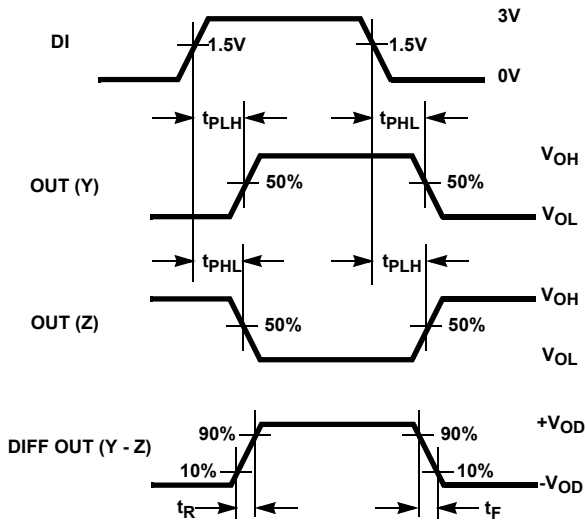 3V
DI
1.5V
1.5V
0V
tPLH
tPHL
VOH
OUT (Y)
50%
50%
VOL
tPHL
tPLH
VOH
OUT (Z)
50%
50%
VOL
+VOD
DIFF OUT (Y - Z)
90%
90%
10%
10%
-VOD
tR
tF